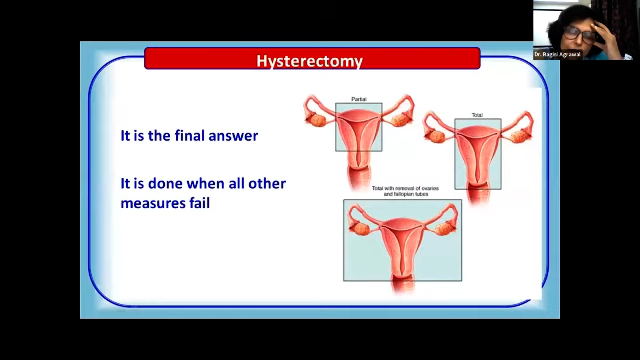 Hysterectomy
It is the final answer
It is done when all other
measures fail
Partial
Total
Total with removal of ovaries
and fallopian tubes
Dr. Ragini Agrawal